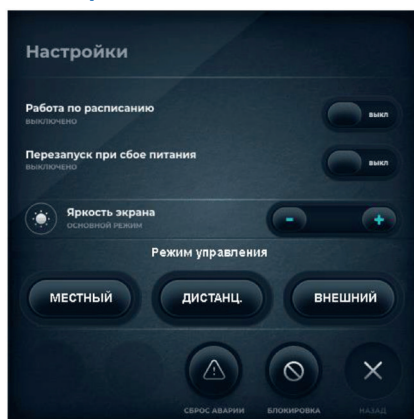 Настройки
Работа по расписанию
ВЫКЛЮЧЕНО
ВЫКЛ
Перезапуск при сбое питания
ВЫКЛЮЧЕНО
ВЫКЛ
Яркость экрана
ОСНОВНОЙ РЕЖИМ
- +
Режим управления
МЕСТНЫЙ ДИСТАНЦ. ВНЕШНИЙ
СБРОС АВАРИИ БЛОКИРОВКА НАЗАД